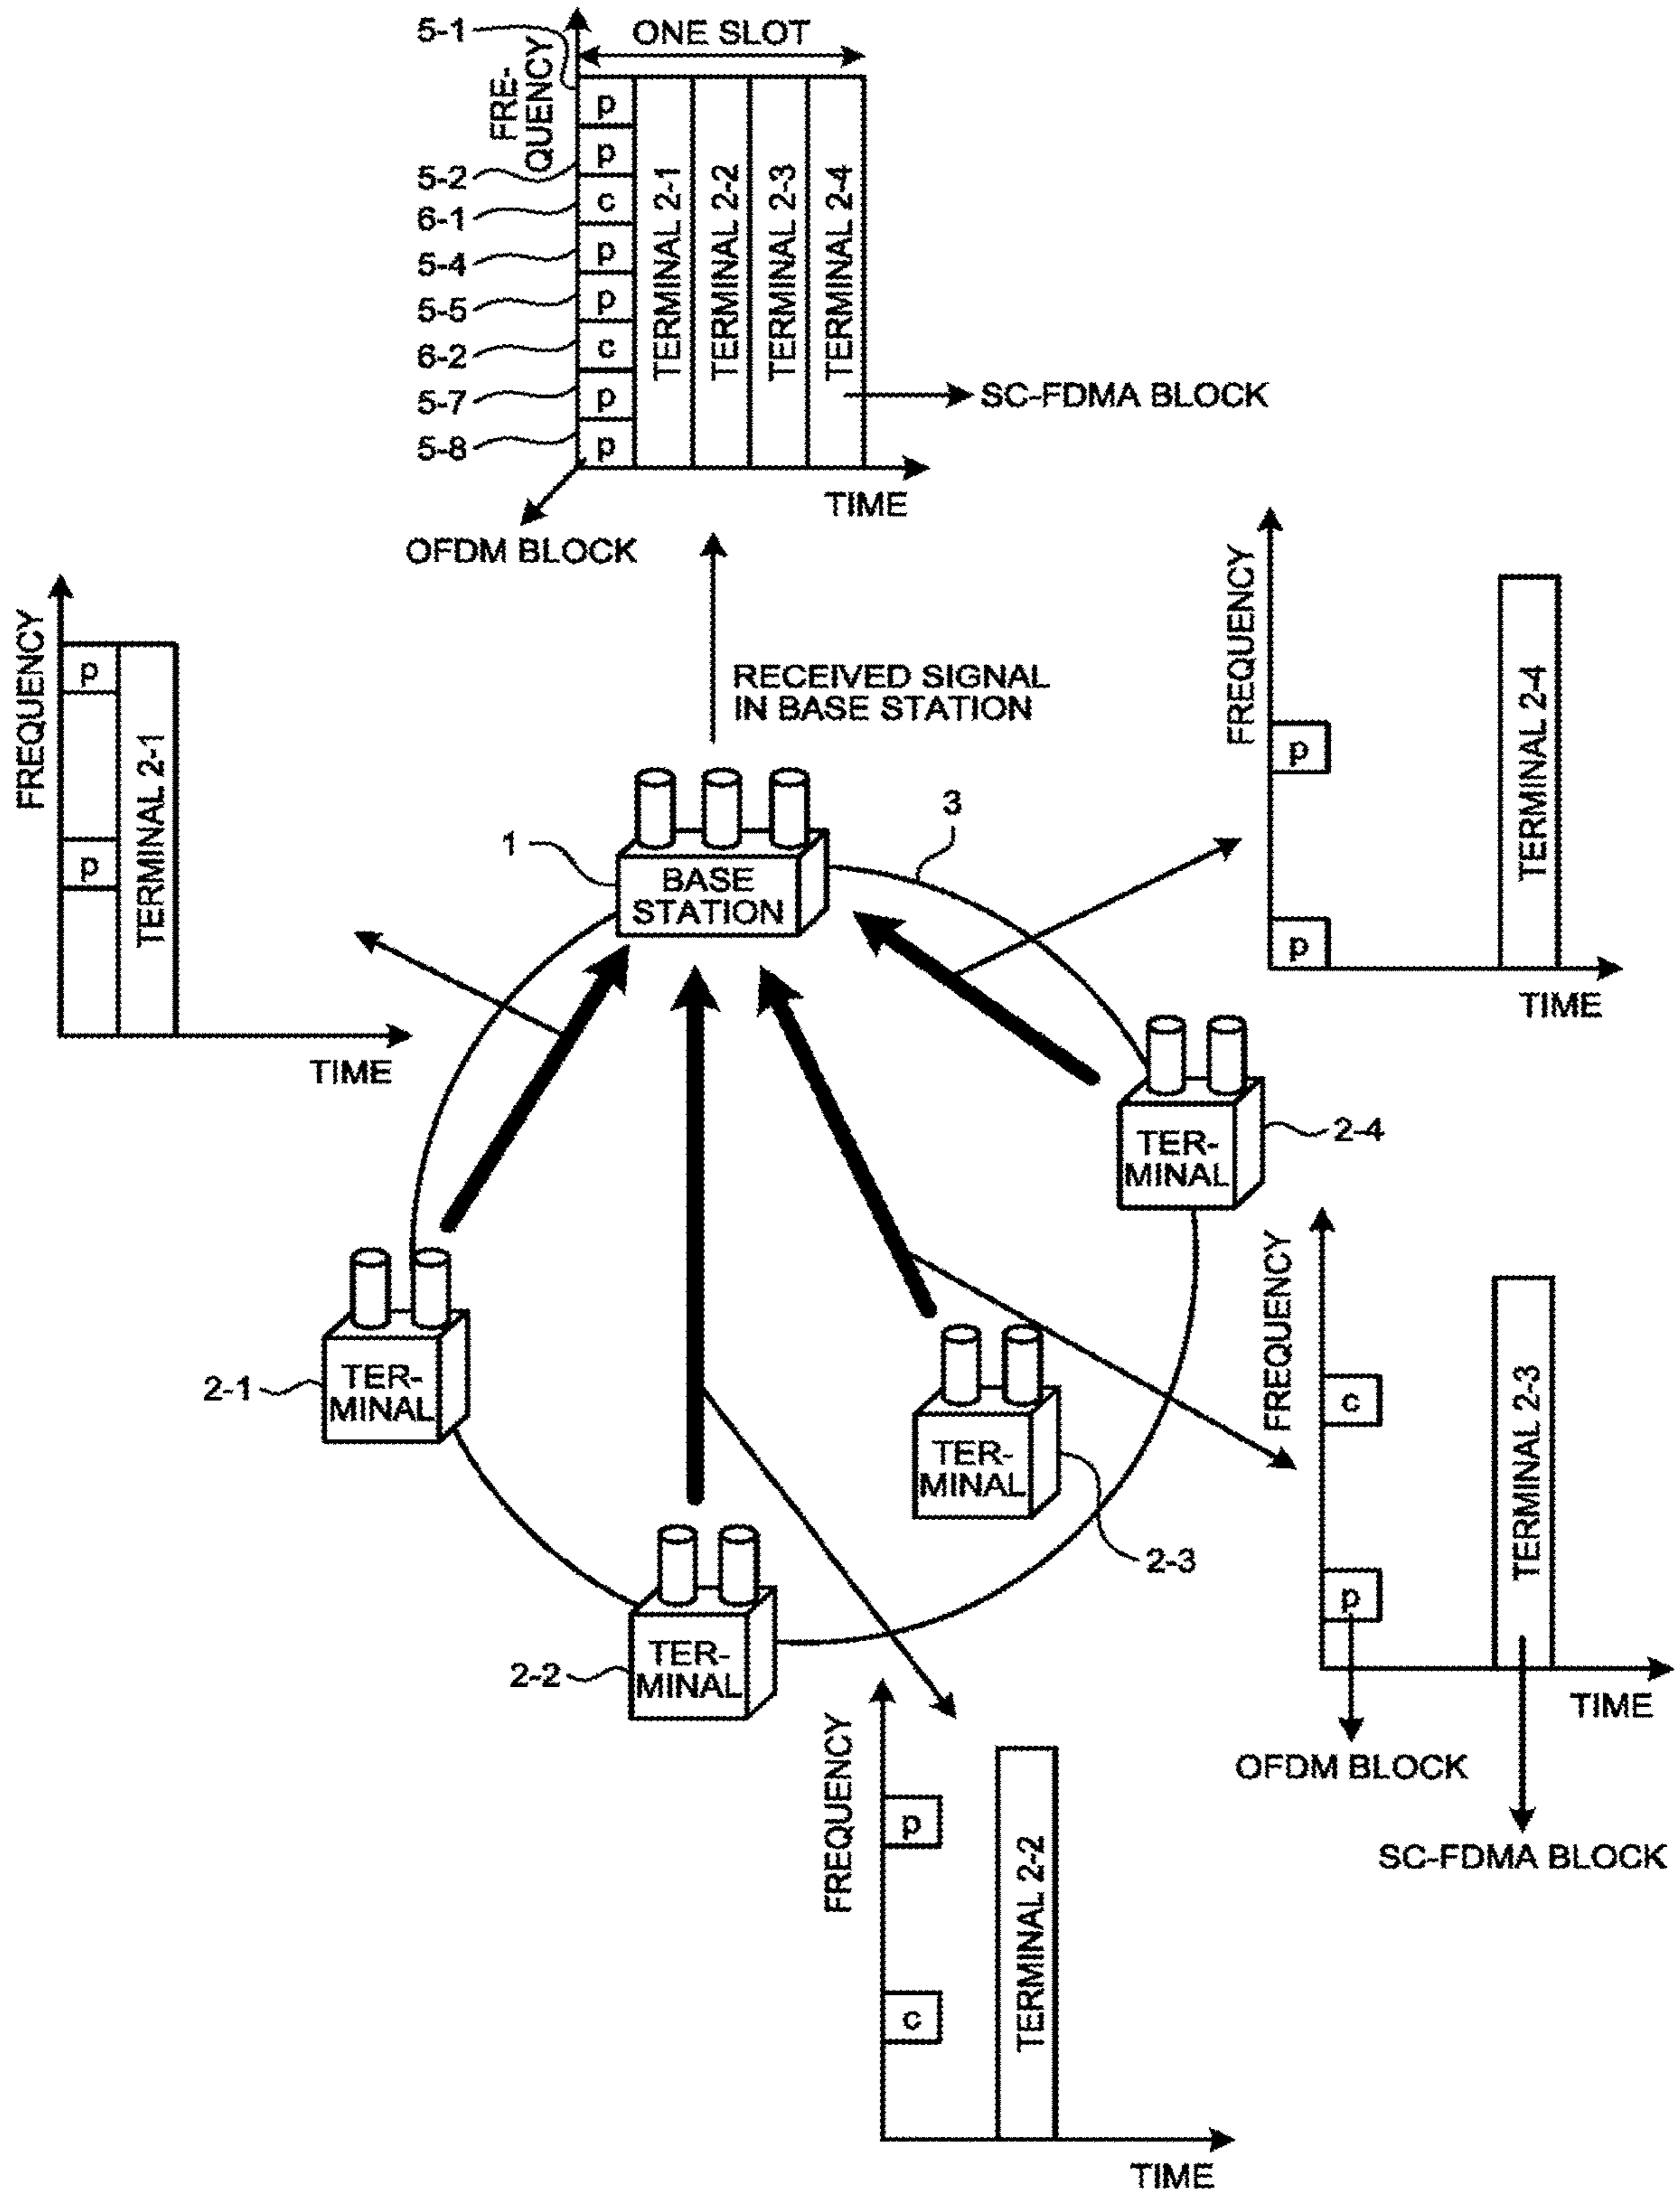 5-1
ONE SLOT
FRE-
QUENCY
p
p
c
p
p
c
p
p
5-2
6-1
5-4
5-5
6-2
5-7
5-8
TERMINAL 2-1
TERMINAL 2-2
TERMINAL 2-3
TERMINAL 2-4
SC-FDMA BLOCK
TIME
OFDM BLOCK
RECEIVED SIGNAL
IN BASE STATION
FREQUENCY
p
p
TERMINAL 2-1
TIME
FREQUENCY
p
p
TERMINAL 2-4
TIME
1
BASE
STATION
3
TER-
MINAL
2-4
2-1
TER-
MINAL
TER-
MINAL
2-3
2-2
TER-
MINAL
FREQUENCY
c
p
TERMINAL 2-3
TIME
OFDM BLOCK
SC-FDMA BLOCK
FREQUENCY
p
c
TERMINAL 2-2
TIME